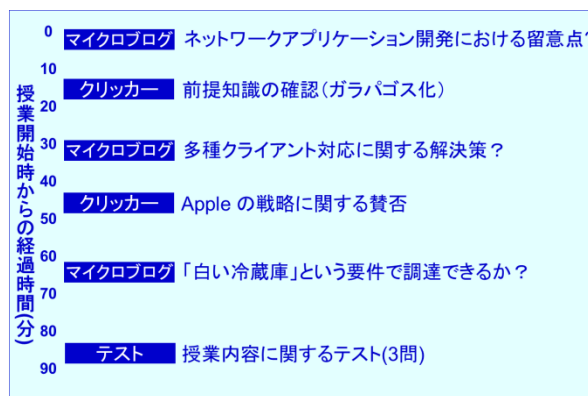 授業開始時からの経過時間(分)
0
マイクロブログ ネットワークアプリケーション開発における留意点?
10
クリッカー 前提知識の確認(ガラパゴス化)
20
30
マイクロブログ 多種クライアント対応に関する解決策?
40
クリッカー Apple の戦略に関する賛否
50
60
マイクロブログ 「白い冷蔵庫」という要件で調達できるか?
70
80
テスト 授業内容に関するテスト(3問)
90